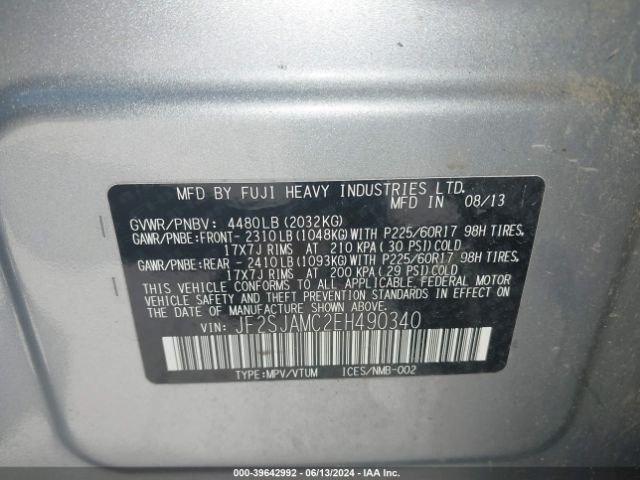 MFD BY FUJI HEAVY INDUSTRIES LTD.
MFD IN 08/13
GVWR/PNBV: 4480LB(2032KG)
GAWR/PNBE:FRONT- 2310LB(1048KG)WITH P225/60R17 98H TIRES,
17X7J RIMS AT 210 KPA(30 PSI)COLD
GAWR/PNBE:REAR -2410LB(1093KG)WITH P225/60R17 98H TIRES,
17X7J RIMS AT 200 KPA(29 PSI)COLD
THIS VEHICLE CONFORMS TO ALL APPLICABLE FEDERAL MOTOR
VEHICLE SAFETY AND THEFT PREVENTION STANDARDS IN EFFECT ON
THE DATE OF MANUFACTURE SHOWN ABOVE.
VIN: JF2SJAMC2EH490340
TYPE:MPV/VTUM ICES/NMB-002
000-39642992 - 06/13/2024 - IAAI.COM